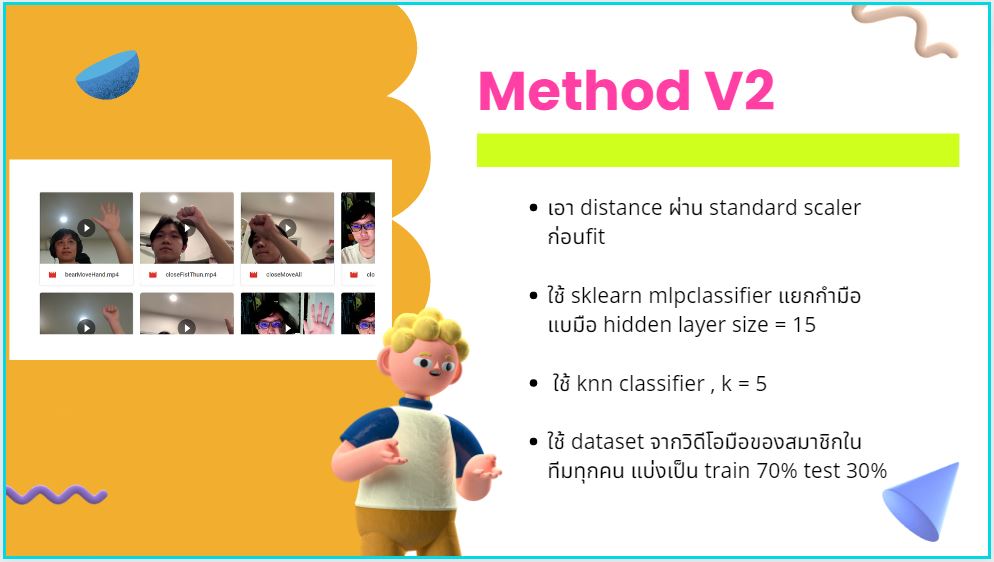 Method V2
bearMoveHand.mp4
closeFistThun.mp4
closeMoveAll
clo
• เอา distance ผ่าน standard scaler
ก่อนfit
• ใช้ sklearn mlpclassifier แยกกำมือ
แบมือ hidden layer size = 15
• ใช้ knn classifier , k = 5
• ใช้ dataset จากวิดีโอมือของสมาชิกใน
ทีมทุกคน แบ่งเป็น train 70% test 30%